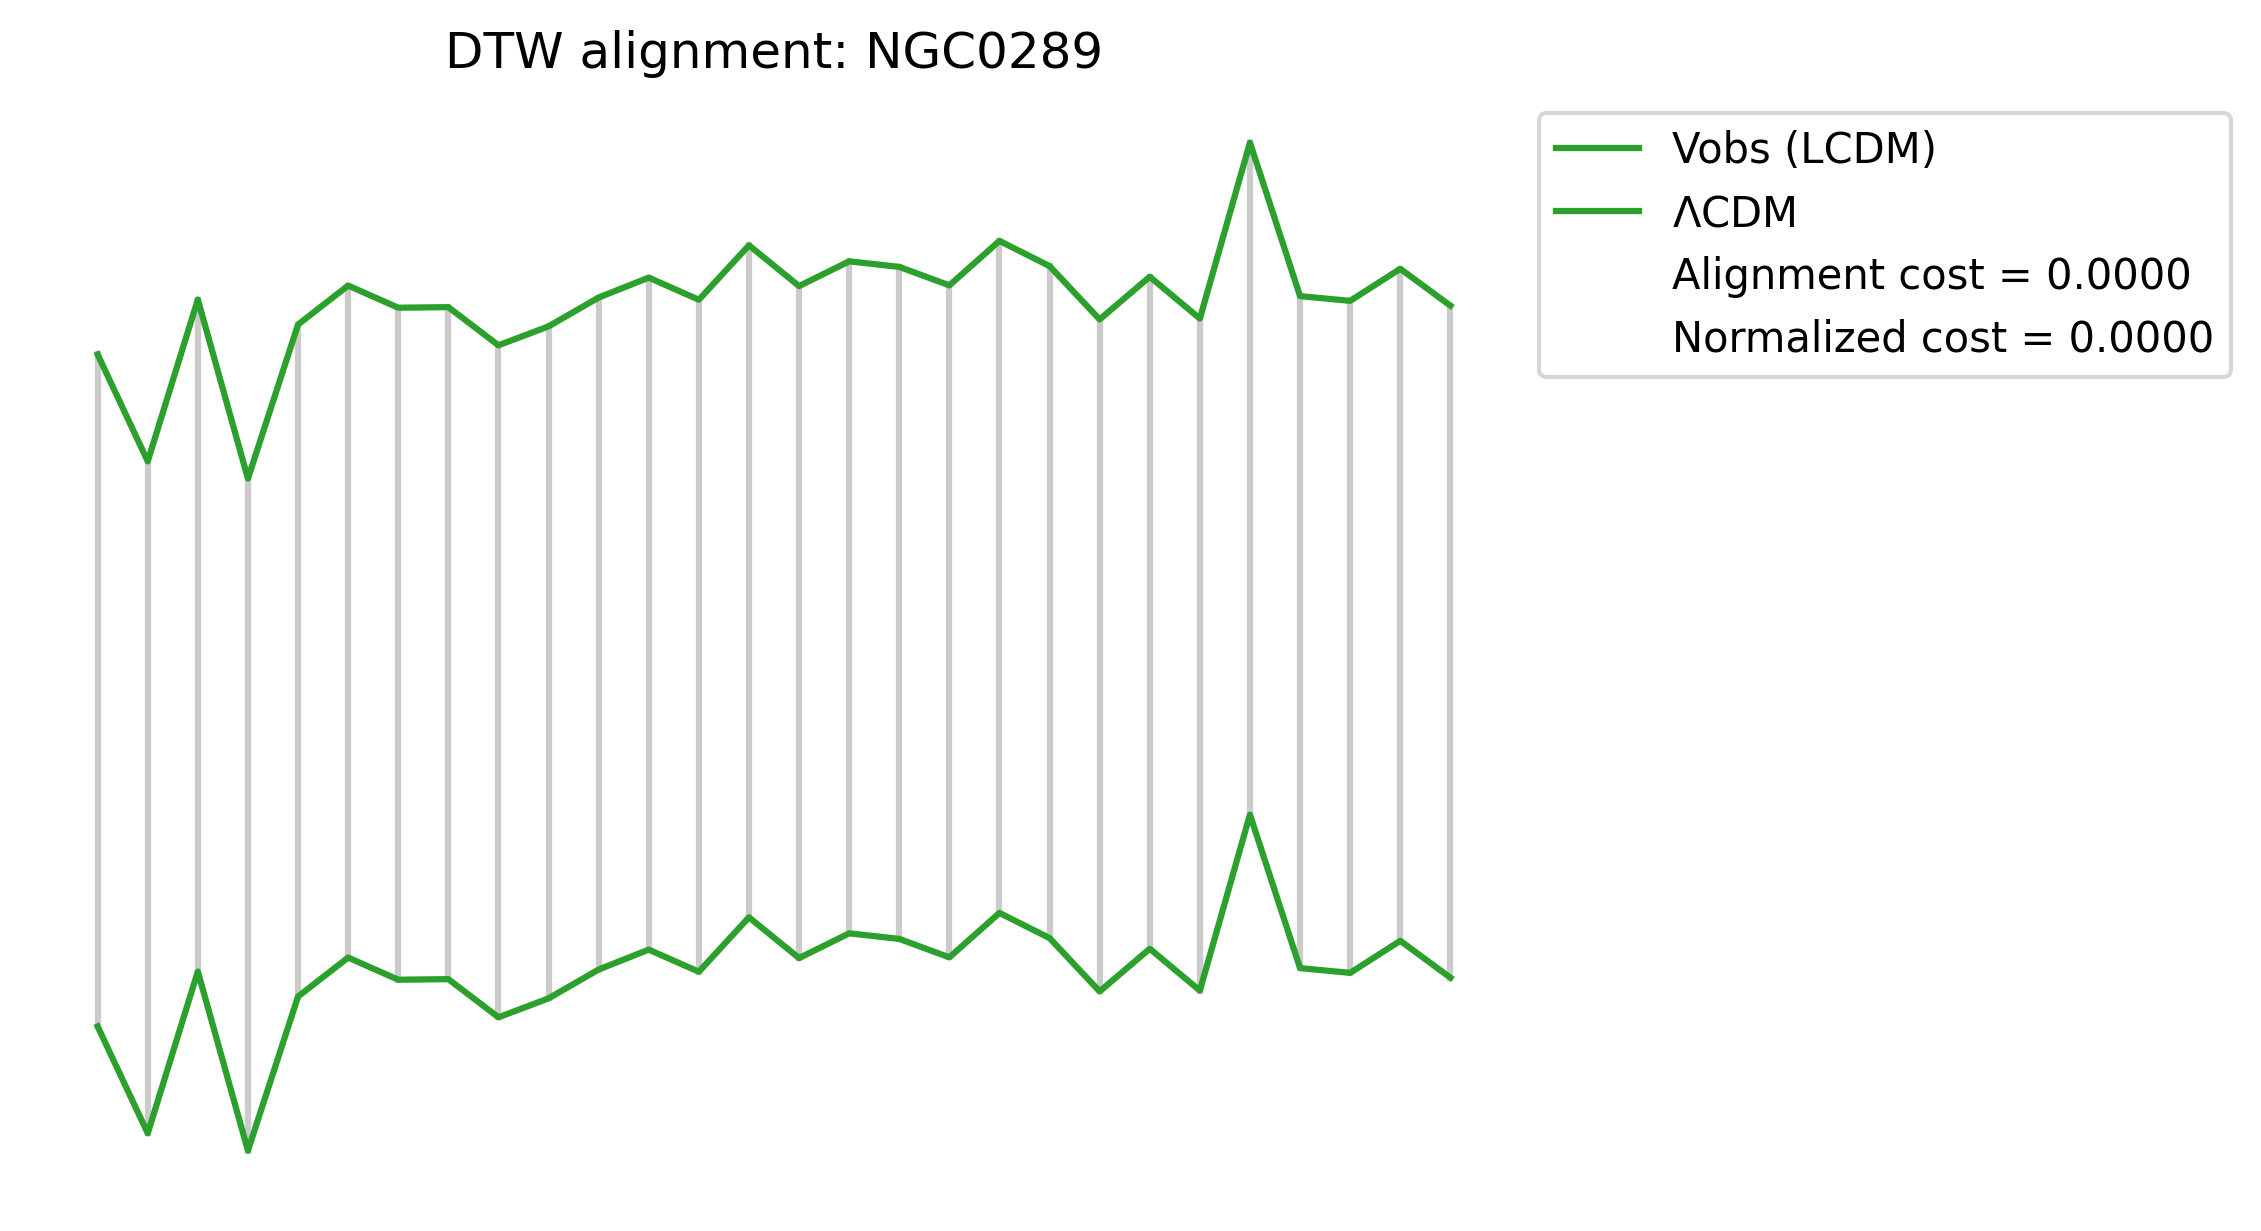 DTW alignment: NGC0289
Vobs (LCDM)
ΛCDM
Alignment cost = 0.0000
Normalized cost = 0.0000